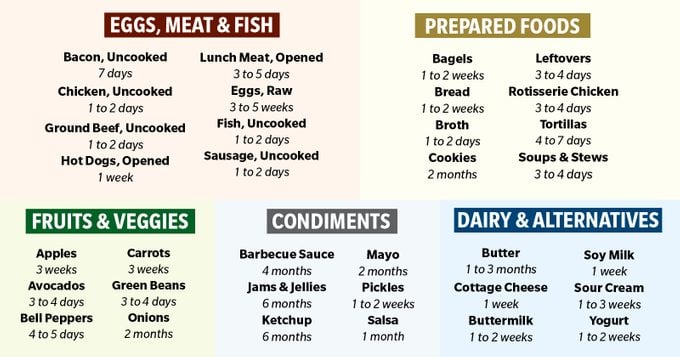 EGGS, MEAT & FISH
Bacon, Uncooked
7 days
Chicken, Uncooked
1 to 2 days
Ground Beef, Uncooked
1 to 2 days
Hot Dogs, Opened
1 week
Lunch Meat, Opened
3 to 5 days
Eggs, Raw
3 to 5 weeks
Fish, Uncooked
1 to 2 days
Sausage, Uncooked
1 to 2 days
PREPARED FOODS
Bagels
1 to 2 weeks
Bread
1 to 2 weeks
Broth
1 to 2 days
Cookies
2 months
Leftovers
3 to 4 days
Rotisserie Chicken
3 to 4 days
Tortillas
4 to 7 days
Soups & Stews
3 to 4 days
FRUITS & VEGGIES
Apples
3 weeks
Avocados
3 to 4 days
Bell Peppers
4 to 5 days
Carrots
3 weeks
Green Beans
3 to 4 days
Onions
2 months
CONDIMENTS
Barbecue Sauce
4 months
Jams & Jellies
6 months
Ketchup
6 months
Mayo
2 months
Pickles
1 to 2 weeks
Salsa
1 month
DAIRY & ALTERNATIVES
Butter
1 to 3 months
Cottage Cheese
1 week
Buttermilk
1 to 2 weeks
Soy Milk
1 week
Sour Cream
1 to 3 weeks
Yogurt
1 to 2 weeks